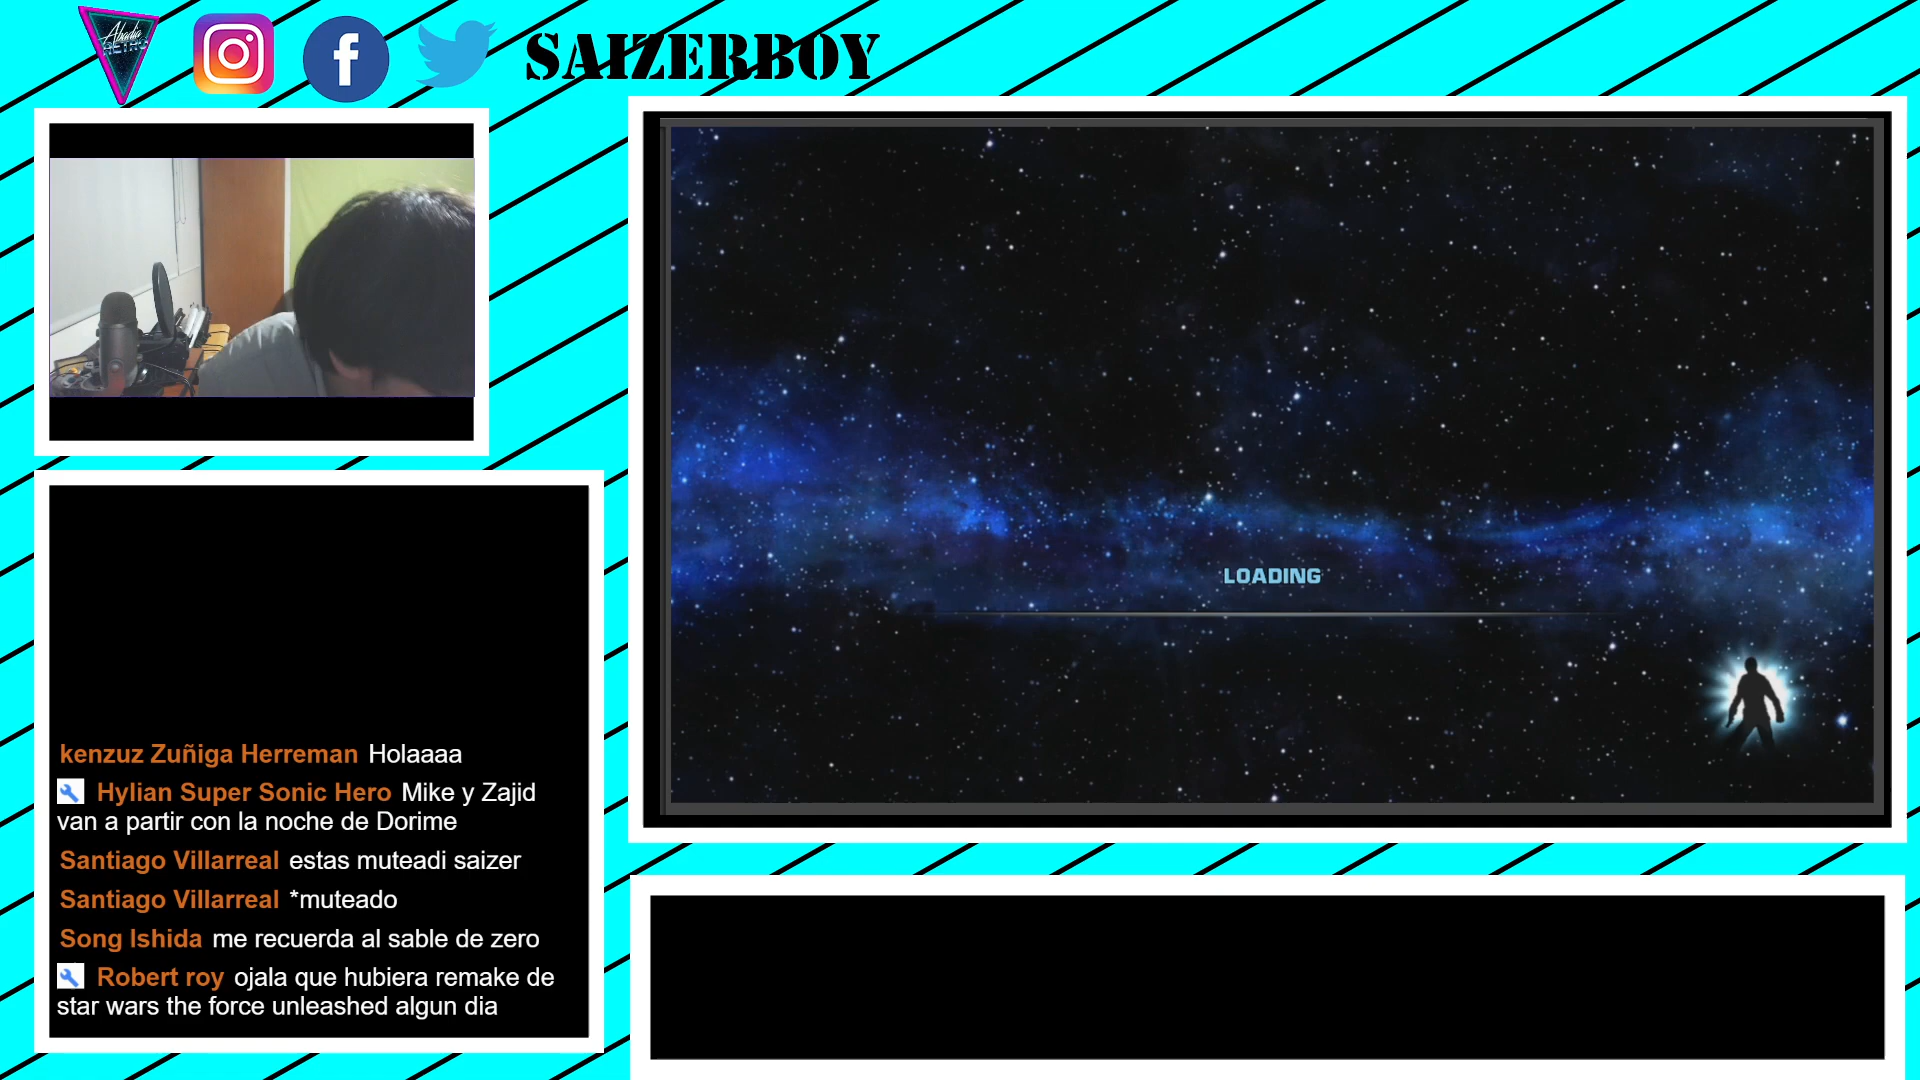 Abadia
RETRO
SAIZERBOY
LOADING
kenzuz Zuñiga Herreman Holaaaa
Hylian Super Sonic Hero Mike y Zajid
van a partir con la noche de Dorime
Santiago Villarreal estas muteadi saizer
Santiago Villarreal *muteado
Song Ishida me recuerda al sable de zero
Robert roy ojala que hubiera remake de
star wars the force unleashed algun dia